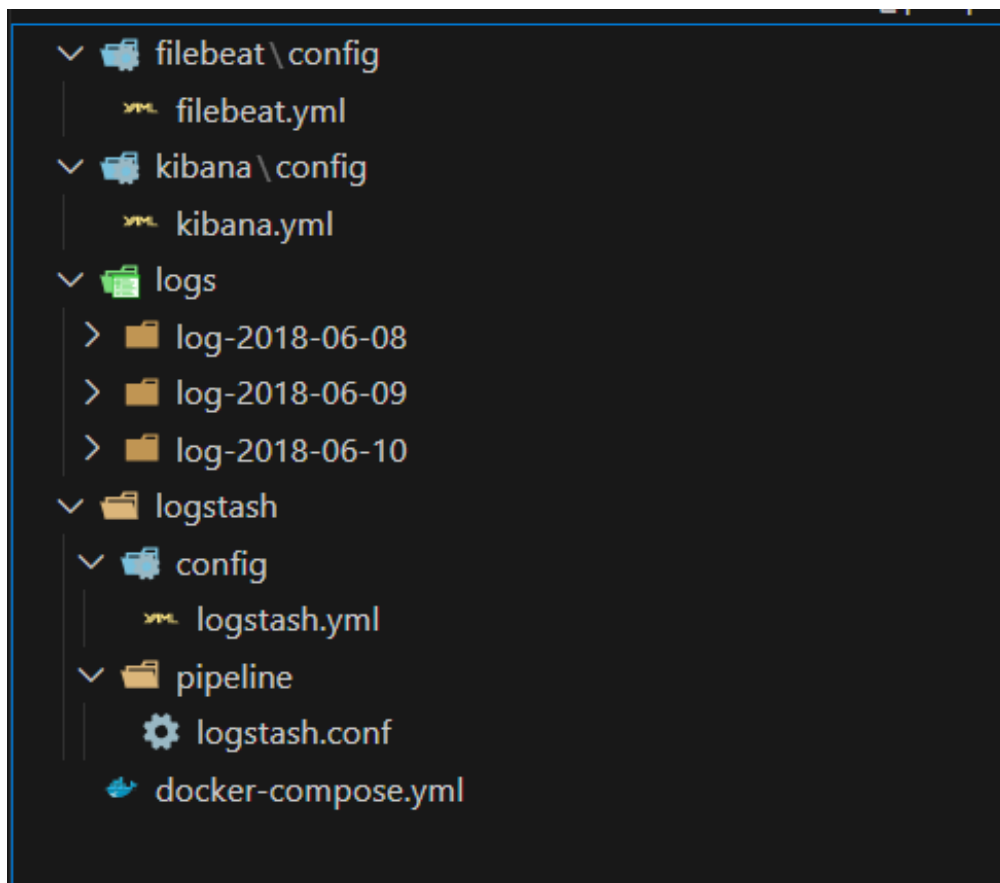 filebeat\config
filebeat.yml
kibana\config
kibana.yml
logs
log-2018-06-08
log-2018-06-09
log-2018-06-10
logstash
config
logstash.yml
pipeline
logstash.conf
docker-compose.yml